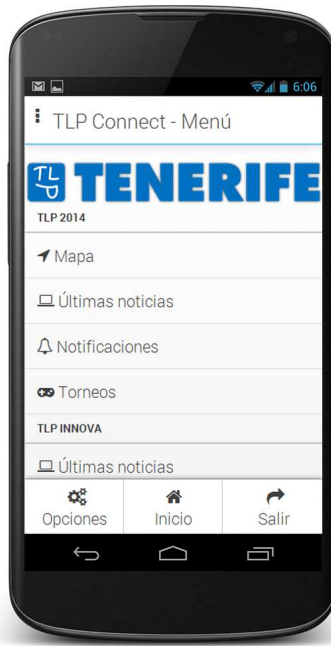 6:06
TLP Connect - Menú
TLP TENERIFE
TLP 2014
Mapa
Últimas noticias
Notificaciones
Torneos
TLP INNOVA
Últimas noticias
Opciones Inicio Salir